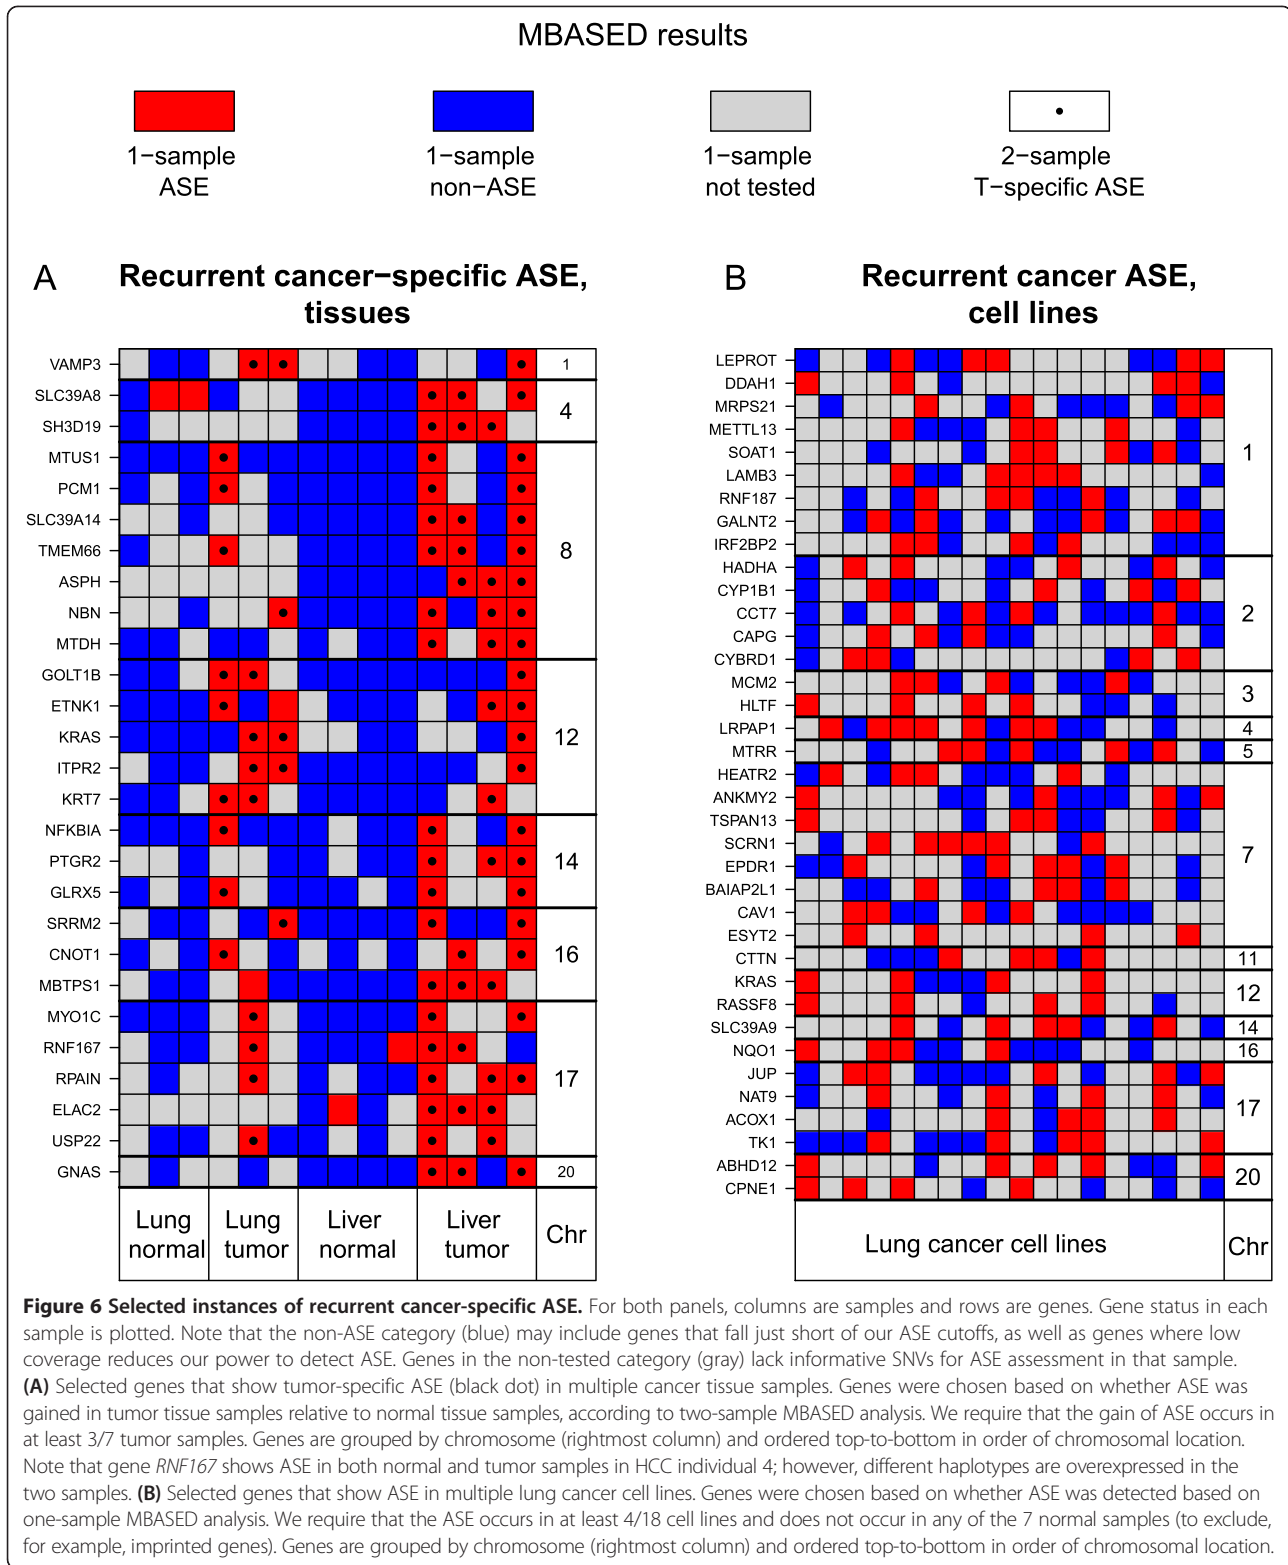 MBASED results
1−sample ASE
1−sample non−ASE
1−sample not tested
2−sample T−specific ASE
A
Recurrent cancer−specific ASE,
tissues
VAMP3
SLC39A8
SH3D19
MTUS1
PCM1
SLC39A14
TMEM66
ASPH
NBN
MTDH
GOLT1B
ETNK1
KRAS
ITPR2
KRT7
NFKBIA
PTGR2
GLRX5
SRRM2
CNOT1
MBTPS1
MYO1C
RNF167
RPAIN
ELAC2
USP22
GNAS
1
4
8
12
14
16
17
20
Lung normal
Lung tumor
Liver normal
Liver tumor
Chr
B
Recurrent cancer ASE,
cell lines
LEPROT
DDAH1
MRPS21
METTL13
SOAT1
LAMB3
RNF187
GALNT2
IRF2BP2
HADHA
CYP1B1
CCT7
CAPG
CYBRD1
MCM2
HLTF
LRPAP1
MTRR
HEATR2
ANKMY2
TSPAN13
SCRN1
EPDR1
BAIAP2L1
CAV1
ESYT2
CTTN
KRAS
RASSF8
SLC39A9
NQO1
JUP
NAT9
ACOX1
TK1
ABHD12
CPNE1
1
2
3
4
5
7
11
12
14
16
17
20
Lung cancer cell lines
Chr
Figure 6 Selected instances of recurrent cancer-specific ASE. For both panels, columns are samples and rows are genes. Gene status in each
sample is plotted. Note that the non-ASE category (blue) may include genes that fall just short of our ASE cutoffs, as well as genes where low
coverage reduces our power to detect ASE. Genes in the non-tested category (gray) lack informative SNVs for ASE assessment in that sample.
(A) Selected genes that show tumor-specific ASE (black dot) in multiple cancer tissue samples. Genes were chosen based on whether ASE was
gained in tumor tissue samples relative to normal tissue samples, according to two-sample MBASED analysis. We require that the gain of ASE occurs in
at least 3/7 tumor samples. Genes are grouped by chromosome (rightmost column) and ordered top-to-bottom in order of chromosomal location.
Note that gene RNF167 shows ASE in both normal and tumor samples in HCC individual 4; however, different haplotypes are overexpressed in the
two samples. (B) Selected genes that show ASE in multiple lung cancer cell lines. Genes were chosen based on whether ASE was detected based on
one-sample MBASED analysis. We require that the ASE occurs in at least 4/18 cell lines and does not occur in any of the 7 normal samples (to exclude,
for example, imprinted genes). Genes are grouped by chromosome (rightmost column) and ordered top-to-bottom in order of chromosomal location.